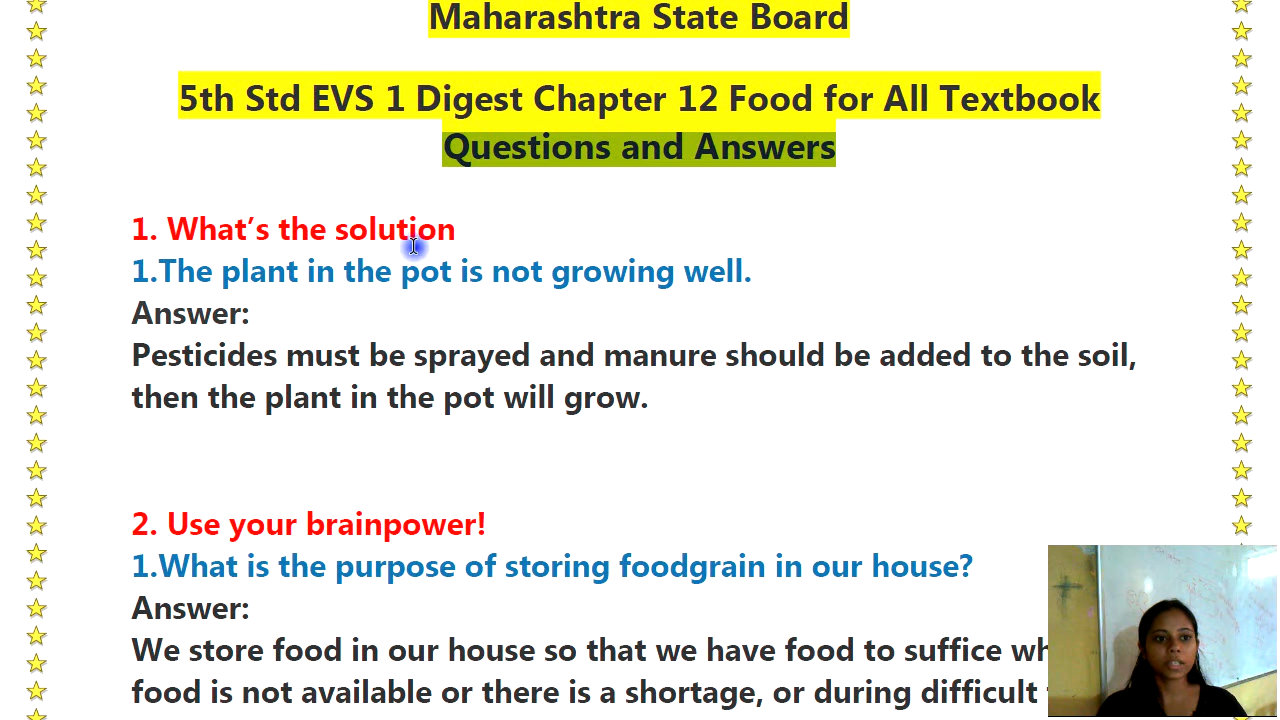 Maharashtra State Board
5th Std EVS 1 Digest Chapter 12 Food for All Textbook
Questions and Answers
1. What’s the solution
1.The plant in the pot is not growing well.
Answer:
Pesticides must be sprayed and manure should be added to the soil,
then the plant in the pot will grow.
2. Use your brainpower!
1.What is the purpose of storing foodgrain in our house?
Answer:
We store food in our house so that we have food to suffice
food is not available or there is a shortage, or during difficult